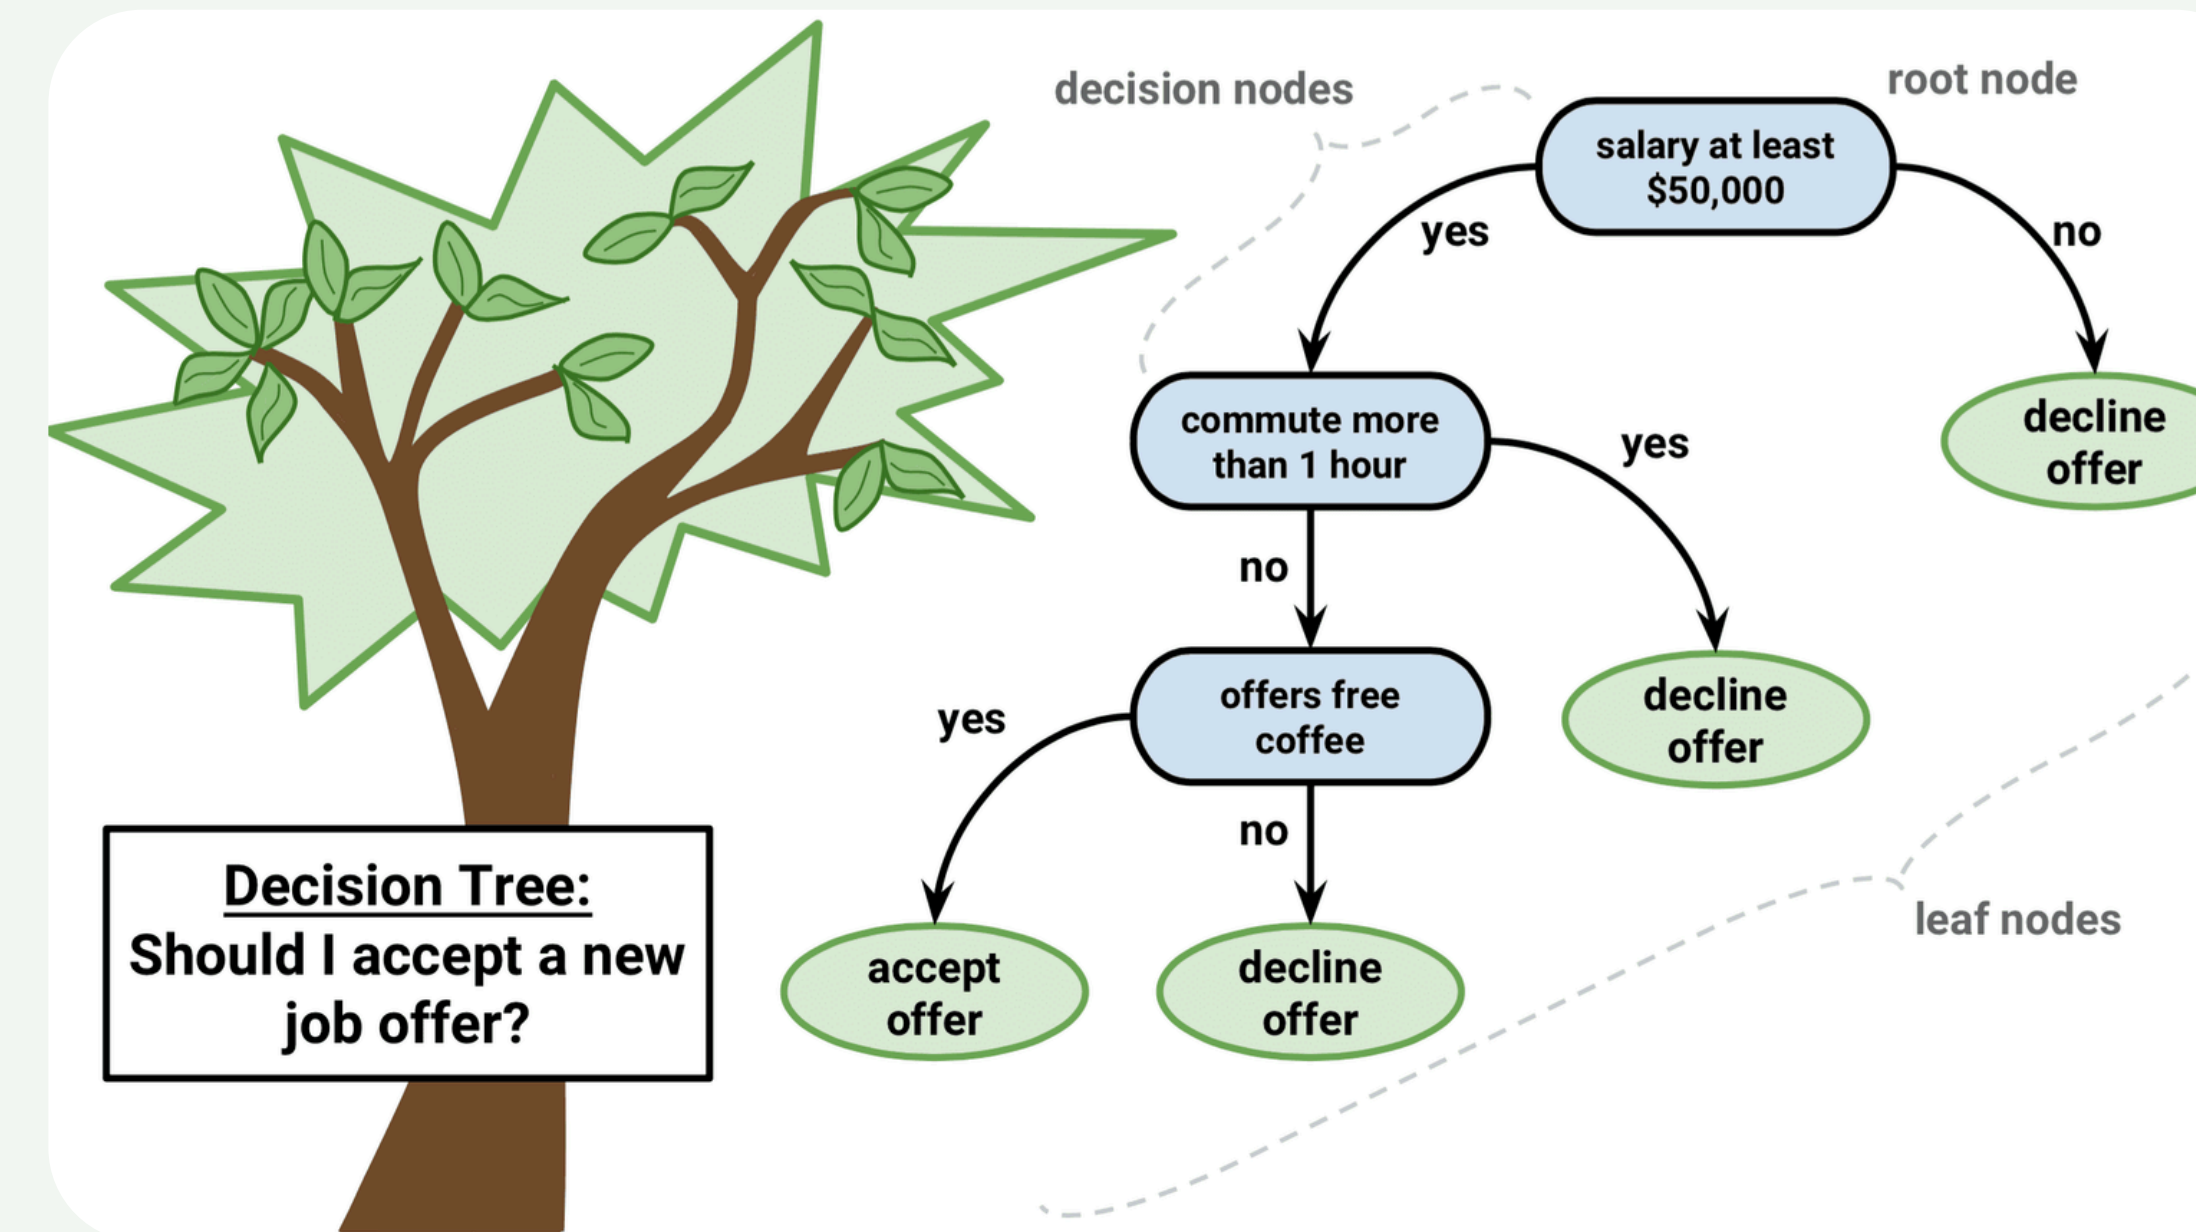 decision nodes
root node
salary at least
$50,000
yes
no
commute more
than 1 hour
yes
decline
offer
no
offers free
coffee
decline
offer
yes
no
accept
offer
decline
offer
leaf nodes
Decision Tree:
Should I accept a new
job offer?